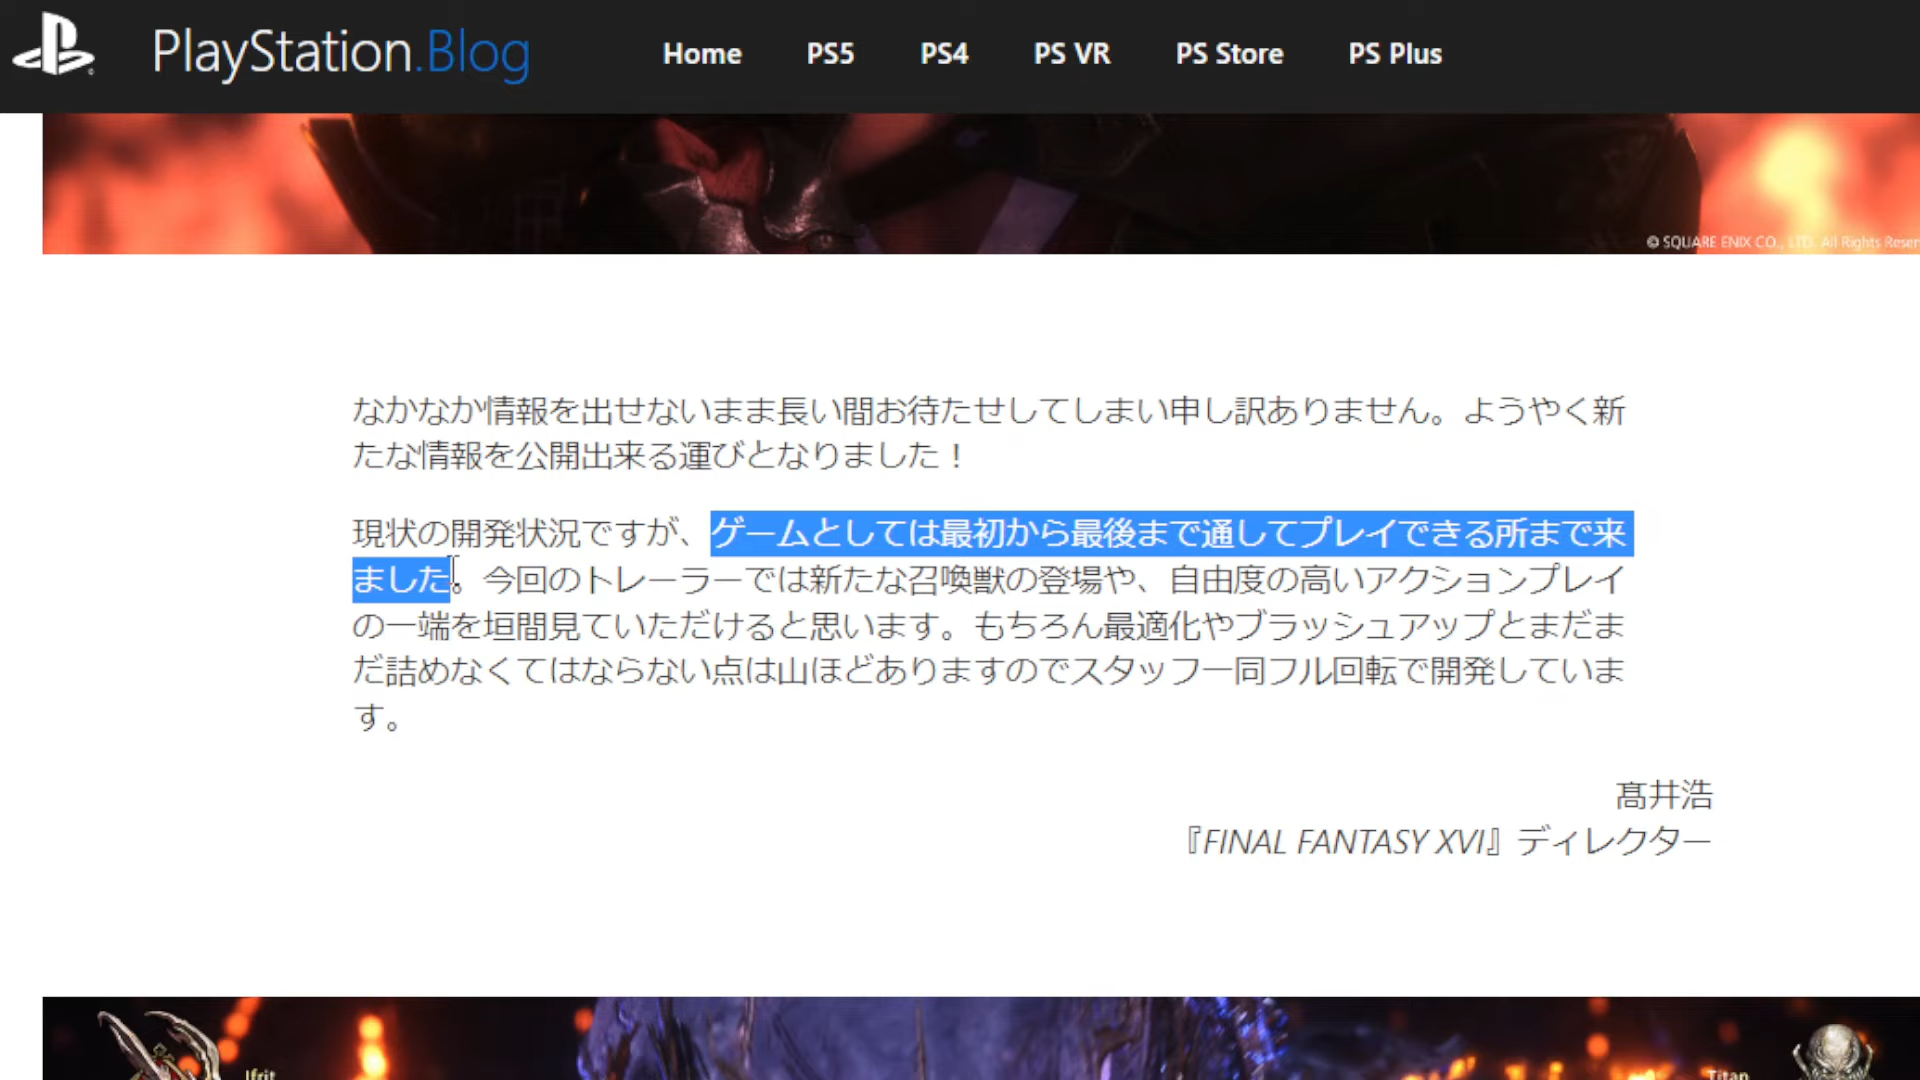 PlayStation.Blog Home PS5 PS4 PS VR PS Store PS Plus
© SQUARE ENIX CO., LTD. All Rights Reser
なかなか情報を出せないまま長い間お待たせしてしまい申し訳ありません。ようやく新
たな情報を公開出来る運びとなりました！
現状の開発状況ですが、ゲームとしては最初から最後まで通してプレイできる所まで来
ました。今回のトレーラーでは新たな召喚獣の登場や、自由度の高いアクションプレイ
の一端を垣間見ていただけると思います。もちろん最適化やブラッシュアップとまだま
だ詰めなくてはならない点は山ほどありますのでスタッフ一同フル回転で開発していま
す。
髙井浩
『FINAL FANTASY XVI』ディレクター
Ifrit Titan